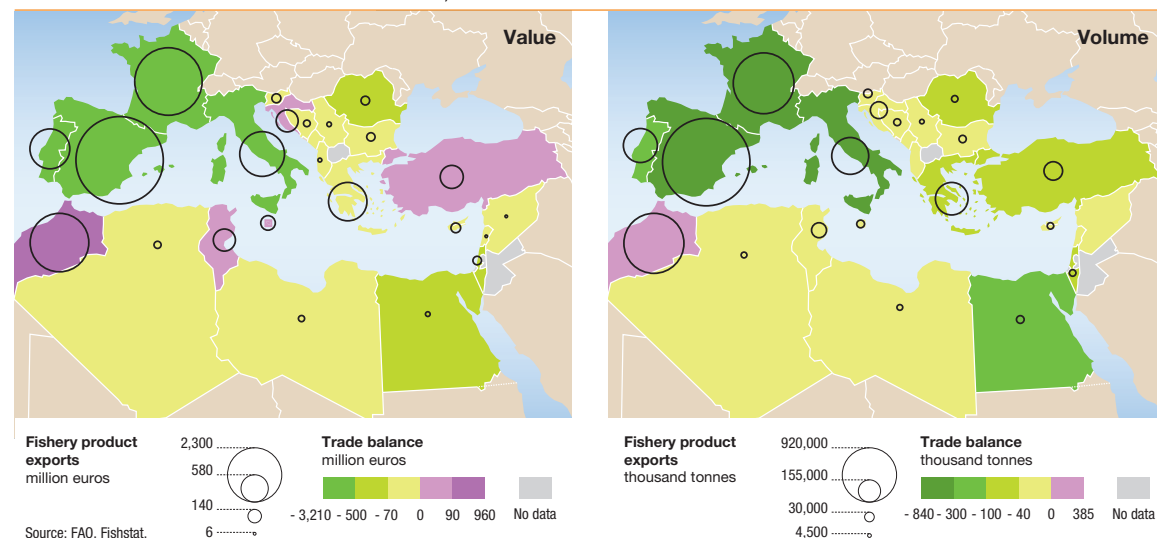 Value
Volume
Fishery product
exports
million euros
2,300
580
140
6
Trade balance
million euros
- 3,210 - 500 - 70 0 90 960
No data
Source: FAO, Fishstat.
Fishery product
exports
thousand tonnes
920,000
155,000
30,000
4,500
Trade balance
thousand tonnes
- 840 - 300 - 100 - 40 0 385
No data